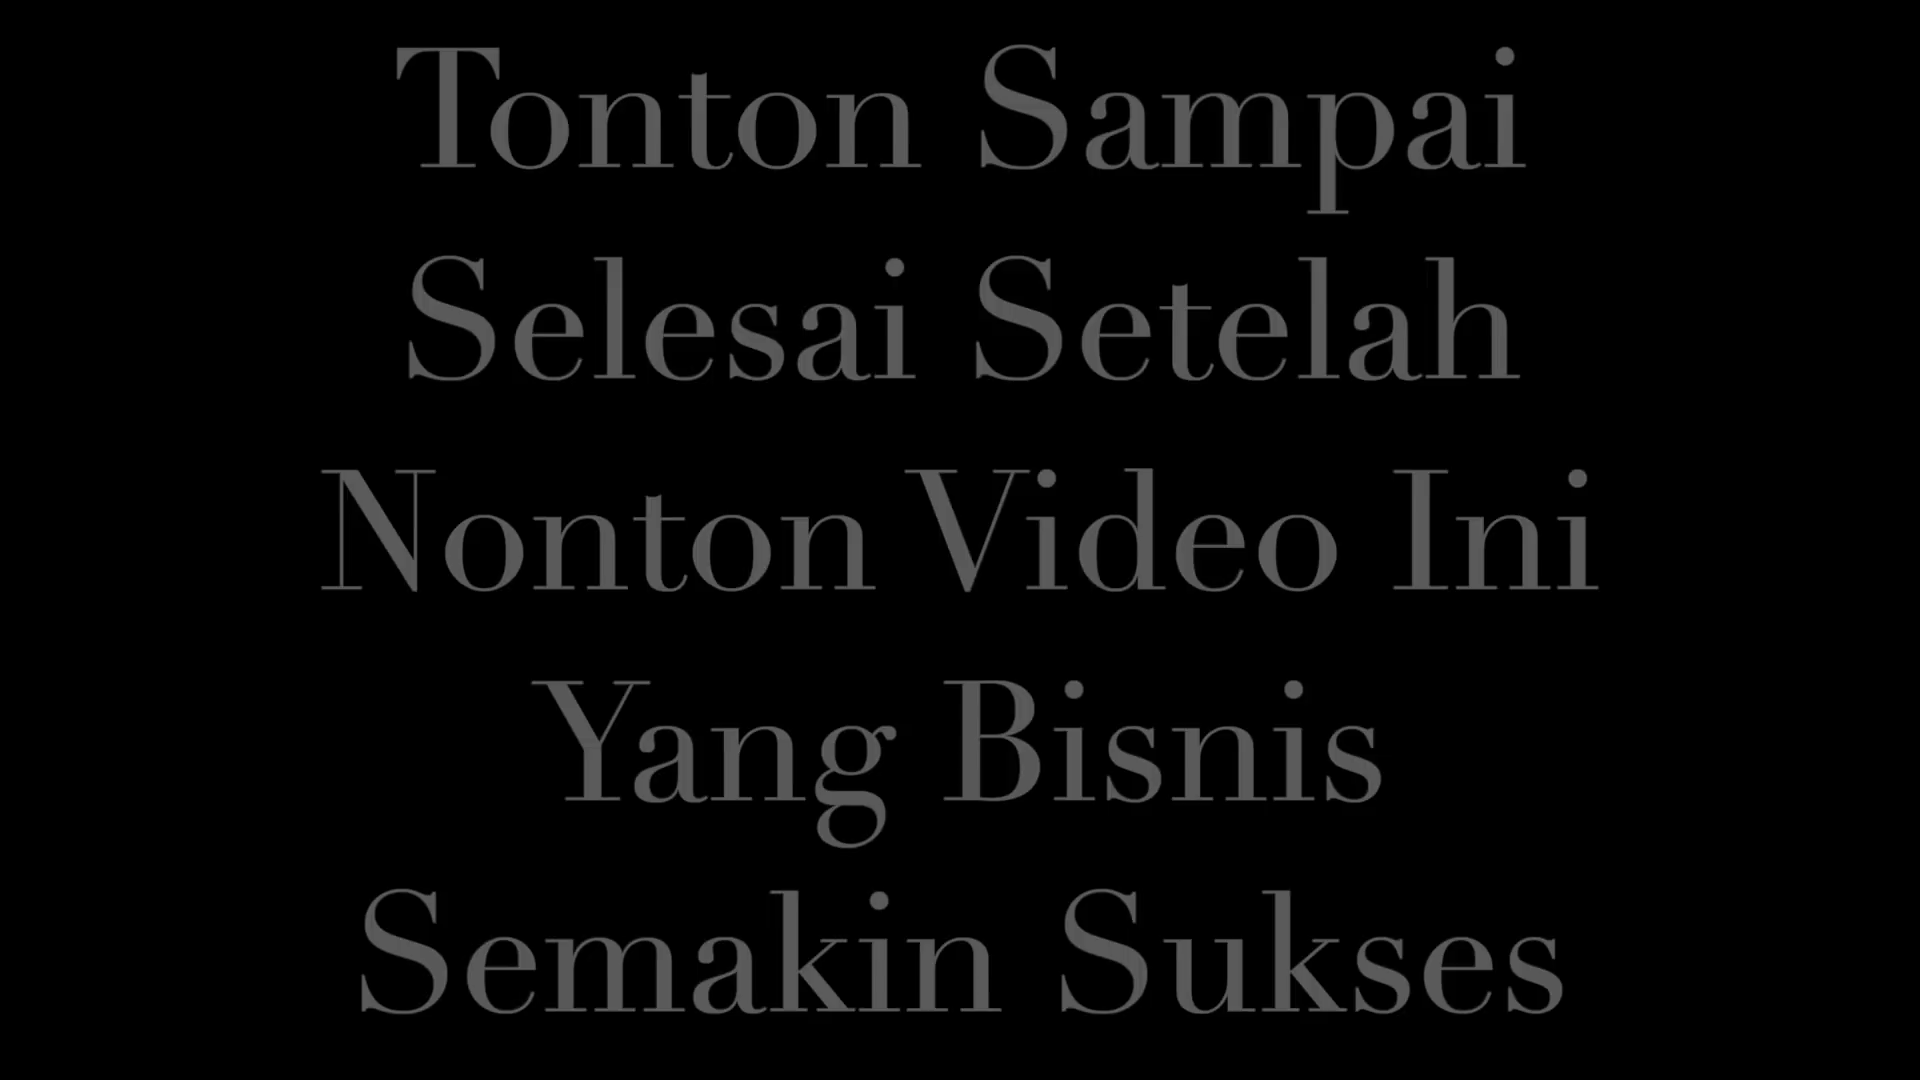 Tonton Sampai
Selesai Setelah
Nonton Video Ini
Yang Bisnis
Semakin Sukses